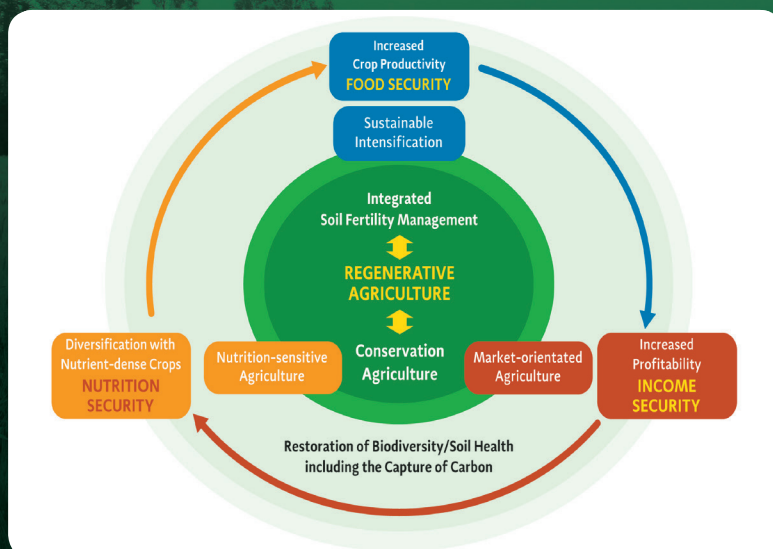 Increased
Crop Productivity
FOOD SECURITY
Sustainable
Intensification
Integrated
Soil Fertility Management
REGENERATIVE
AGRICULTURE
Conservation
Agriculture
Diversification with
Nutrient-dense Crops
NUTRITION
SECURITY
Nutrition-sensitive
Agriculture
Market-orientated
Agriculture
Increased
Profitability
INCOME
SECURITY
Restoration of Biodiversity/Soil Health
including the Capture of Carbon